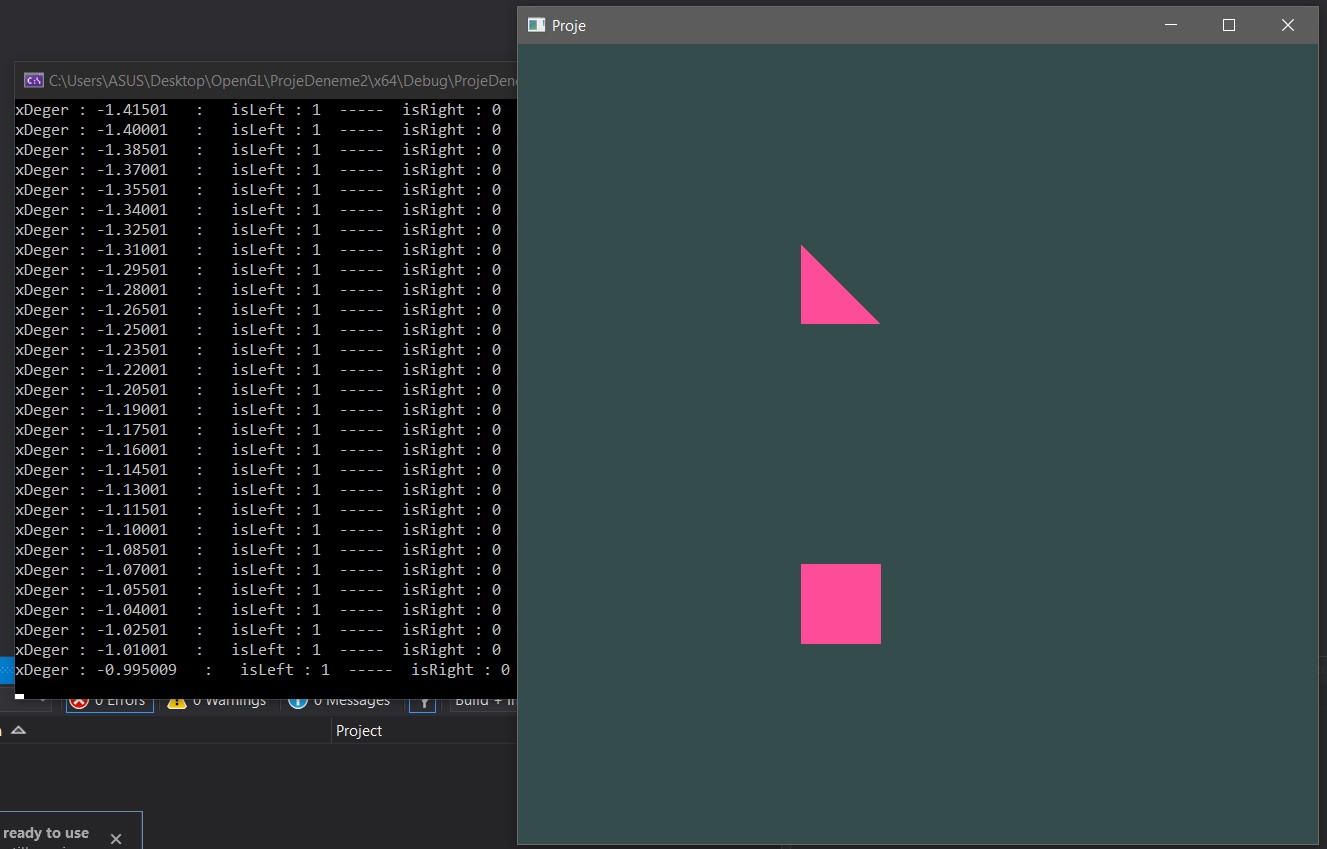 Proje
C:\Users\ASUS\Desktop\OpenGL\ProjeDeneme2\x64\Debug\ProjeDene
xDeger : -1.41501   :   isLeft : 1  -----  isRight : 0
xDeger : -1.40001   :   isLeft : 1  -----  isRight : 0
xDeger : -1.38501   :   isLeft : 1  -----  isRight : 0
xDeger : -1.37001   :   isLeft : 1  -----  isRight : 0
xDeger : -1.35501   :   isLeft : 1  -----  isRight : 0
xDeger : -1.34001   :   isLeft : 1  -----  isRight : 0
xDeger : -1.32501   :   isLeft : 1  -----  isRight : 0
xDeger : -1.31001   :   isLeft : 1  -----  isRight : 0
xDeger : -1.29501   :   isLeft : 1  -----  isRight : 0
xDeger : -1.28001   :   isLeft : 1  -----  isRight : 0
xDeger : -1.26501   :   isLeft : 1  -----  isRight : 0
xDeger : -1.25001   :   isLeft : 1  -----  isRight : 0
xDeger : -1.23501   :   isLeft : 1  -----  isRight : 0
xDeger : -1.22001   :   isLeft : 1  -----  isRight : 0
xDeger : -1.20501   :   isLeft : 1  -----  isRight : 0
xDeger : -1.19001   :   isLeft : 1  -----  isRight : 0
xDeger : -1.17501   :   isLeft : 1  -----  isRight : 0
xDeger : -1.16001   :   isLeft : 1  -----  isRight : 0
xDeger : -1.14501   :   isLeft : 1  -----  isRight : 0
xDeger : -1.13001   :   isLeft : 1  -----  isRight : 0
xDeger : -1.11501   :   isLeft : 1  -----  isRight : 0
xDeger : -1.10001   :   isLeft : 1  -----  isRight : 0
xDeger : -1.08501   :   isLeft : 1  -----  isRight : 0
xDeger : -1.07001   :   isLeft : 1  -----  isRight : 0
xDeger : -1.05501   :   isLeft : 1  -----  isRight : 0
xDeger : -1.04001   :   isLeft : 1  -----  isRight : 0
xDeger : -1.02501   :   isLeft : 1  -----  isRight : 0
xDeger : -1.01001   :   isLeft : 1  -----  isRight : 0
xDeger : -0.995009   :   isLeft : 1  -----  isRight : 0
0 Errors 0 Warnings 0 Messages Build +
Project
ready to use